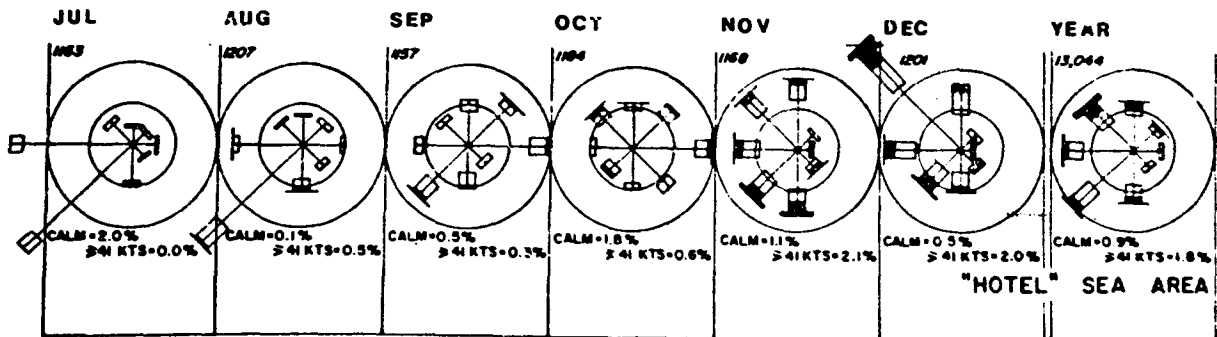 JUL AUG SEP OCT NOV DEC YEAR
1163 1207 1157 1184 1168 1201 13,044
CALM=2.0% CALM=0.1% CALM=0.5% CALM=1.8% CALM=1.1% CALM=0.5% CALM=0.9%
≥41 KTS=0.0% ≥41 KTS=0.5% ≥41 KTS=0.3% ≥41 KTS=0.6% ≥41 KTS=2.1% ≥41 KTS=2.0% ≥41 KTS=1.8%
"HOTEL" SEA AREA